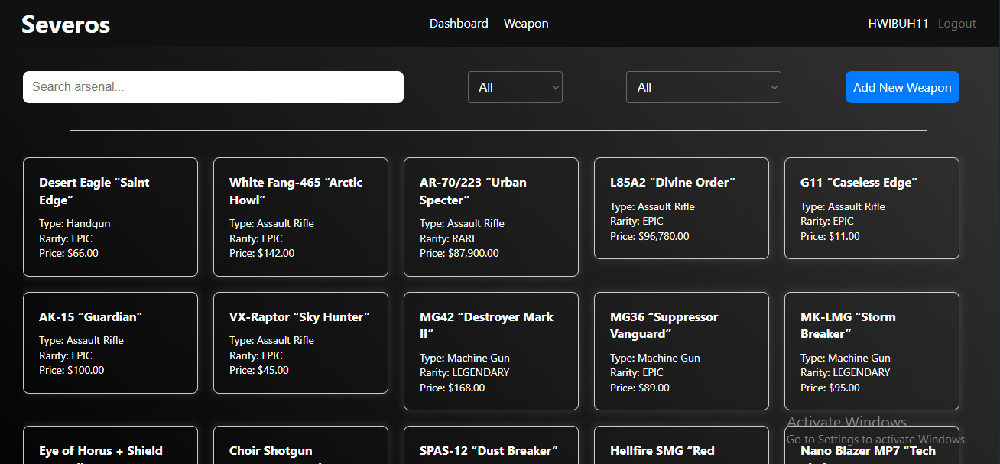 Severos
Dashboard Weapon
HWIBUH11 Logout
Search arsenal...
All
All
Add New Weapon
Desert Eagle “Saint
Edge”
Type: Handgun
Rarity: EPIC
Price: $66.00
White Fang-465 “Arctic
Howl”
Type: Assault Rifle
Rarity: EPIC
Price: $142.00
AR-70/223 “Urban
Specter”
Type: Assault Rifle
Rarity: RARE
Price: $87,900.00
L85A2 “Divine Order”
Type: Assault Rifle
Rarity: EPIC
Price: $96,780.00
G11 “Caseless Edge”
Type: Assault Rifle
Rarity: EPIC
Price: $11.00
AK-15 “Guardian”
Type: Assault Rifle
Rarity: EPIC
Price: $100.00
VX-Raptor “Sky Hunter”
Type: Assault Rifle
Rarity: EPIC
Price: $45.00
MG42 “Destroyer Mark
II”
Type: Machine Gun
Rarity: LEGENDARY
Price: $168.00
MG36 “Suppressor
Vanguard”
Type: Machine Gun
Rarity: EPIC
Price: $89.00
MK-LMG “Storm
Breaker”
Type: Machine Gun
Rarity: LEGENDARY
Price: $95.00
Eye of Horus + Shield
Choir Shotgun
SPAS-12 “Dust Breaker”
Hellfire SMG “Red
Nano Blazer MP7 “Tech
Activate Windows
Go to Settings to activate Windows.